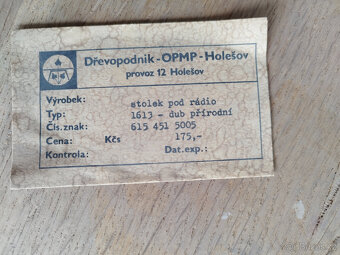 Dřevopodnik-OPMP-Holešov
provoz 12 Holešov
Výrobek: stolek pod rádio
Typ: 1613 - dub přírodní
Čís.znak: 615 451 5005
Cena: Kčs 175,-
Kontrola: Dat.exp.: